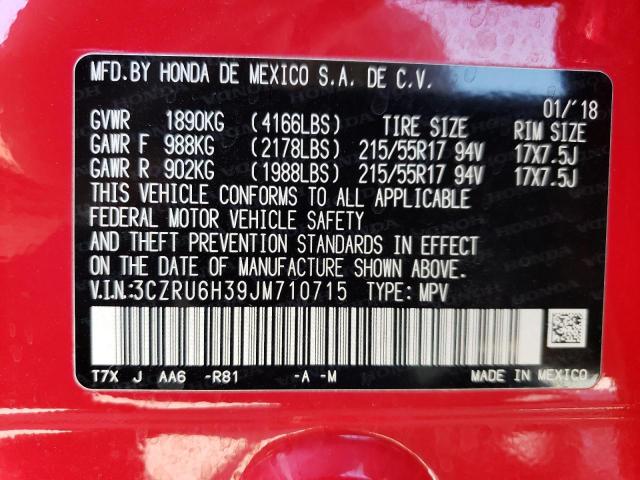 MFD.BY HONDA DE MEXICO S.A. DE C.V.
01/'18
GVWR 1890KG (4166LBS) TIRE SIZE RIM SIZE
GAWR F 988KG (2178LBS) 215/55R17 94V 17X7.5J
GAWR R 902KG (1988LBS) 215/55R17 94V 17X7.5J
THIS VEHICLE CONFORMS TO ALL APPLICABLE
FEDERAL MOTOR VEHICLE SAFETY
AND THEFT PREVENTION STANDARDS IN EFFECT
ON THE DATE OF MANUFACTURE SHOWN ABOVE.
V.I.N.:3CZRU6H39JM710715 TYPE: MPV
T7X J AA6 -R81 -A -M MADE IN MEXICO